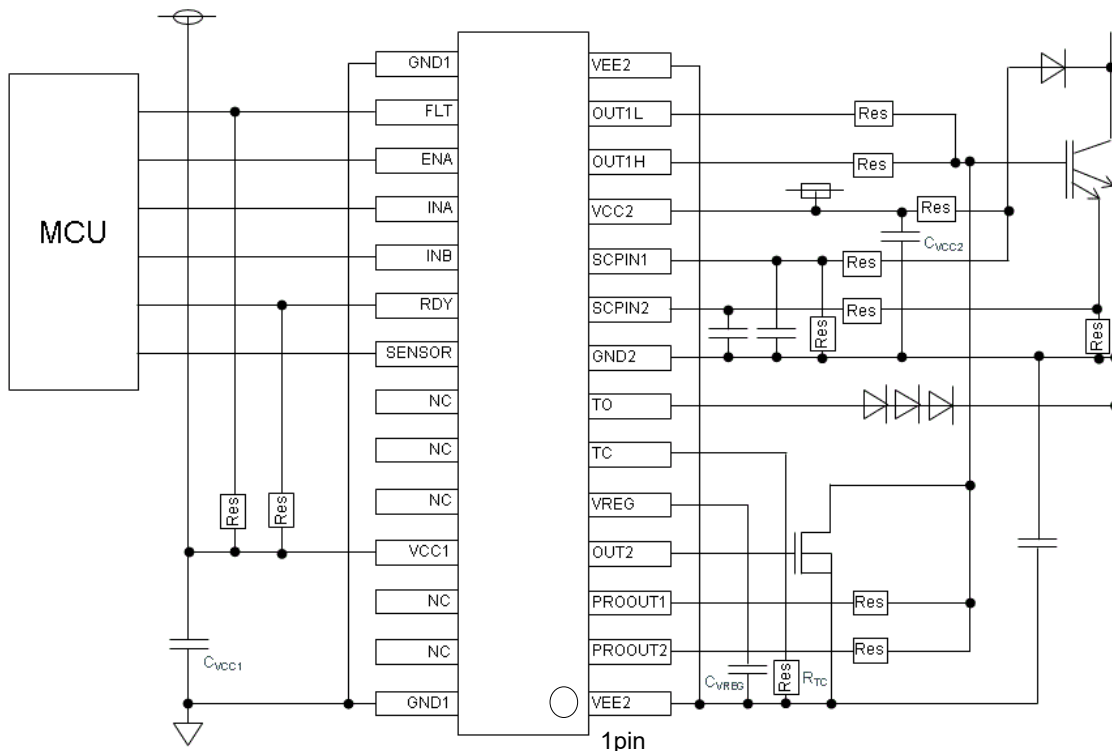 GND1
VEE2
FLT
OUT1L
Res
ENA
OUT1H
Res
INA
VCC2
Res
MCU
CVCC2
INB
SCPIN1
Res
RDY
SCPIN2
Res
Res
Res
SENSOR
GND2
NC
TO
NC
TC
NC
VREG
Res
Res
VCC1
OUT2
NC
PROOUT1
Res
NC
PROOUT2
Res
CVCC1
CVREG
Res
RTC
GND1
VEE2
1pin